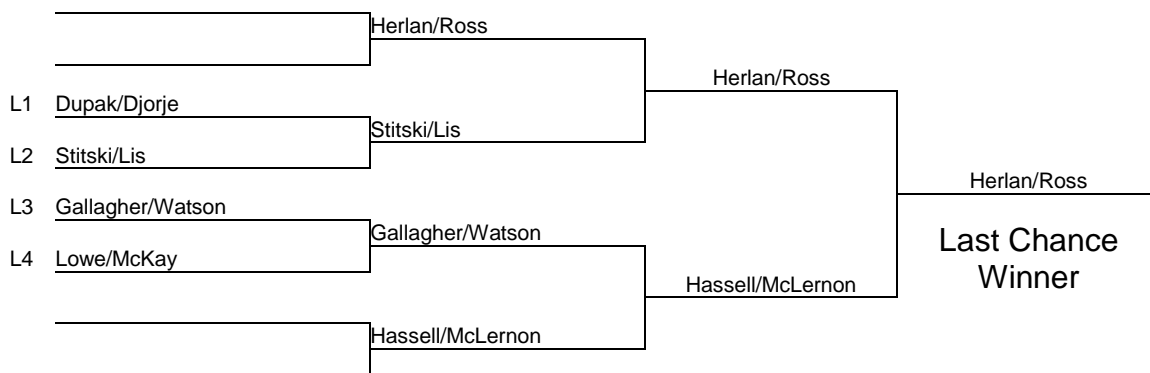 Herlan/Ross
Herlan/Ross
L1 Dupak/Djorje
Stitski/Lis
L2 Stitski/Lis
Herlan/Ross
L3 Gallagher/Watson
Gallagher/Watson
L4 Lowe/McKay
Last Chance
Winner
Hassell/McLernon
Hassell/McLernon